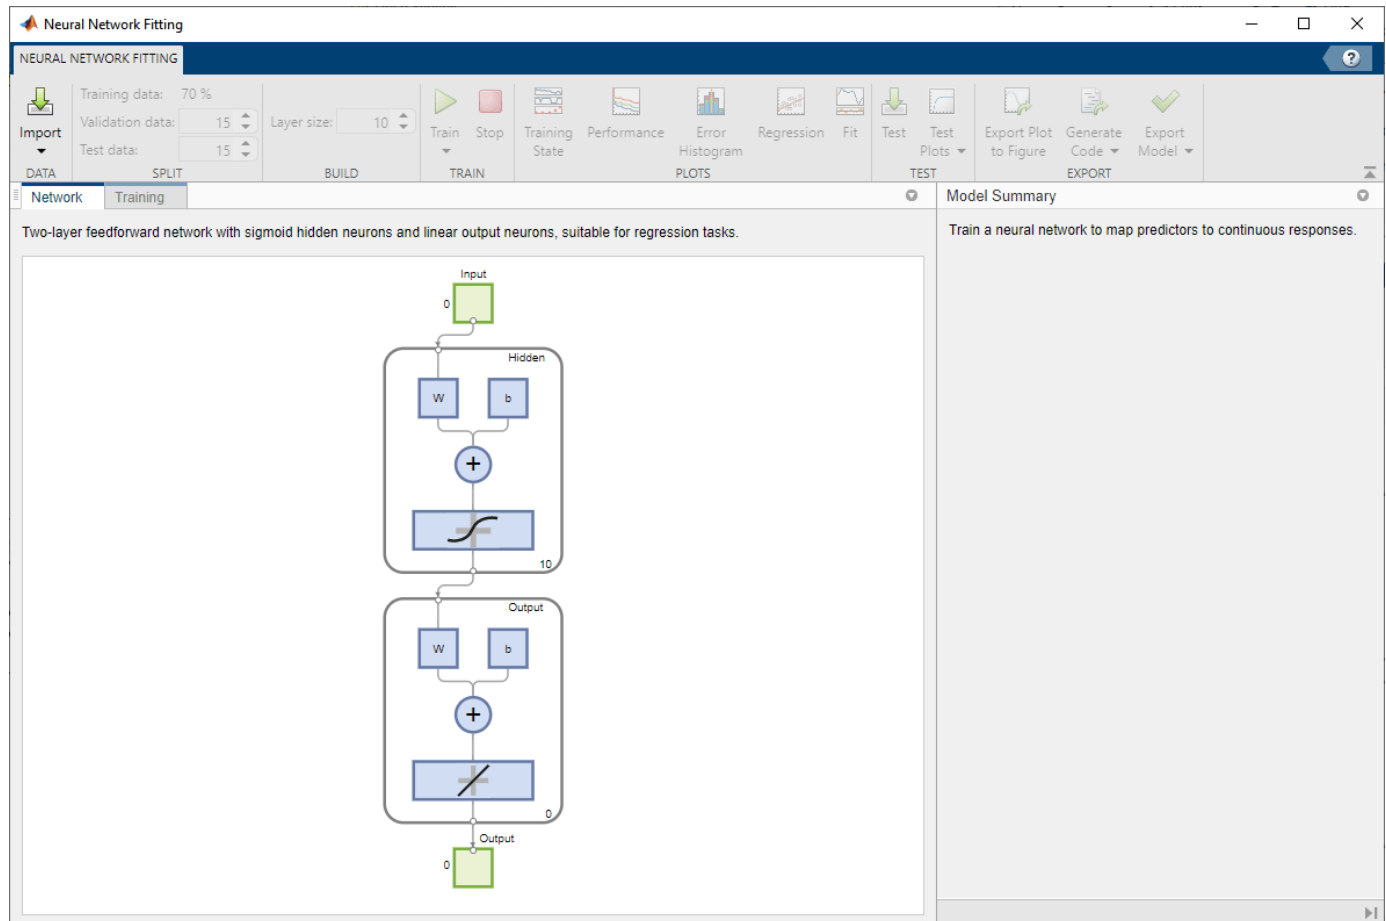 Neural Network Fitting
NEURAL NETWORK FITTING
?
Import
DATA
Training data: 70 %
Validation data: 15
Test data: 15
SPLIT
Layer size: 10
BUILD
Train
Stop
TRAIN
Training
State
Performance
Error
Histogram
Regression
Fit
PLOTS
Test
Test
Plots
TEST
Export Plot
to Figure
Generate
Code
Export
Model
EXPORT
Network
Training
Two-layer feedforward network with sigmoid hidden neurons and linear output neurons, suitable for regression tasks.
Input
0
Hidden
W
b
+
10
Output
W
b
+
0
Output
0
Model Summary
Train a neural network to map predictors to continuous responses.